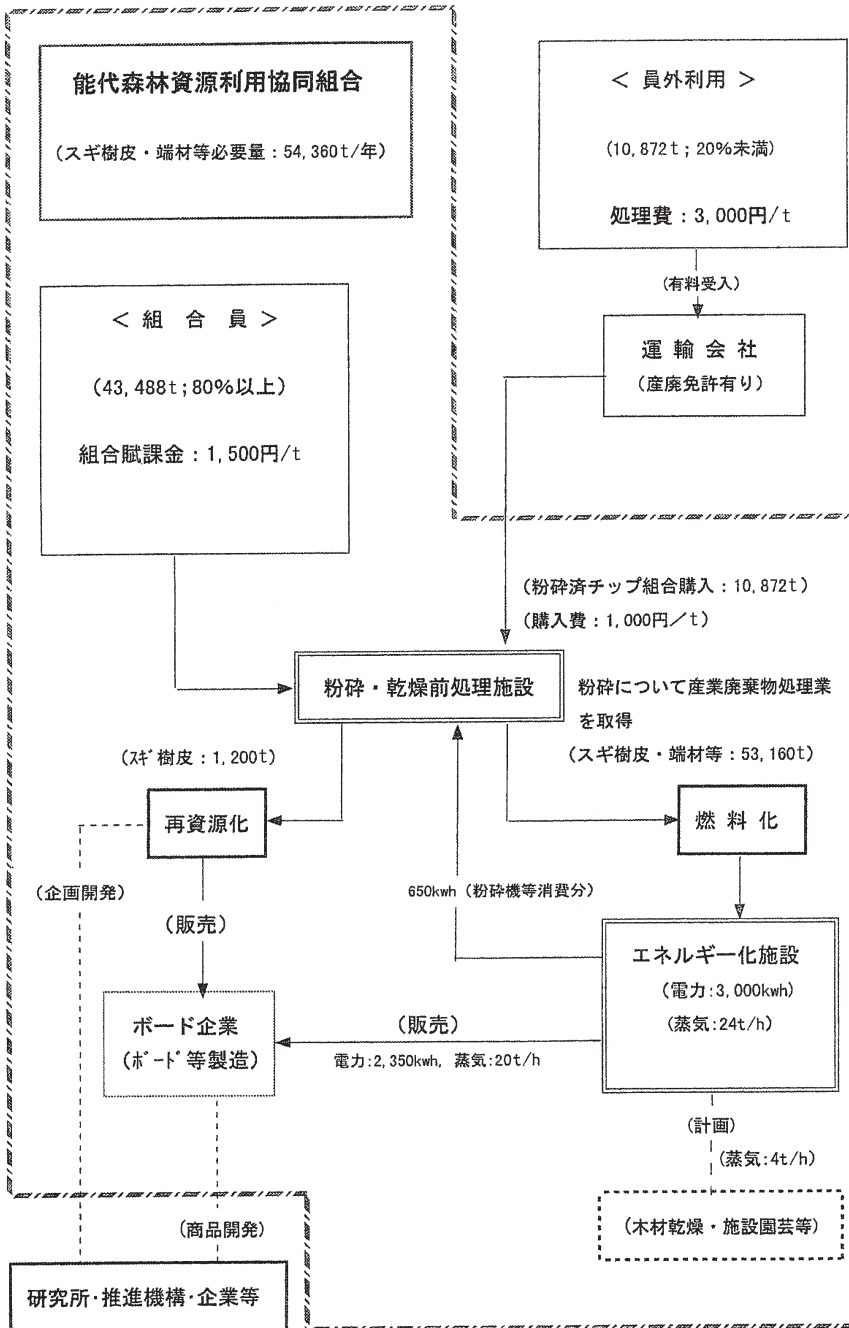 能代森林資源利用協同組合
(スギ樹皮・端材等必要量：54,360t/年)
＜ 員外利用 ＞
(10,872t；20%未満)
処理費：3,000円/t
(有料受入)
運輸会社
(産廃免許有り)
＜ 組 合 員 ＞
(43,488t；80%以上)
組合賦課金：1,500円/t
(粉砕済チップ組合購入：10,872t)
(購入費：1,000円／t)
粉砕・乾燥前処理施設
粉砕について産業廃棄物処理業
を取得
(スギ樹皮・端材等：53,160t)
(ｽｷﾞ樹皮：1,200t)
再資源化
燃 料 化
(企画開発)
(販売)
650kwh (粉砕機等消費分)
エネルギー化施設
(電力:3,000kwh)
(蒸気:24t/h)
ボード企業
(ﾎﾞｰﾄﾞ等製造)
(販売)
電力:2,350kwh, 蒸気:20t/h
(計画)
(蒸気:4t/h)
(木材乾燥・施設園芸等)
(商品開発)
研究所･推進機構･企業等